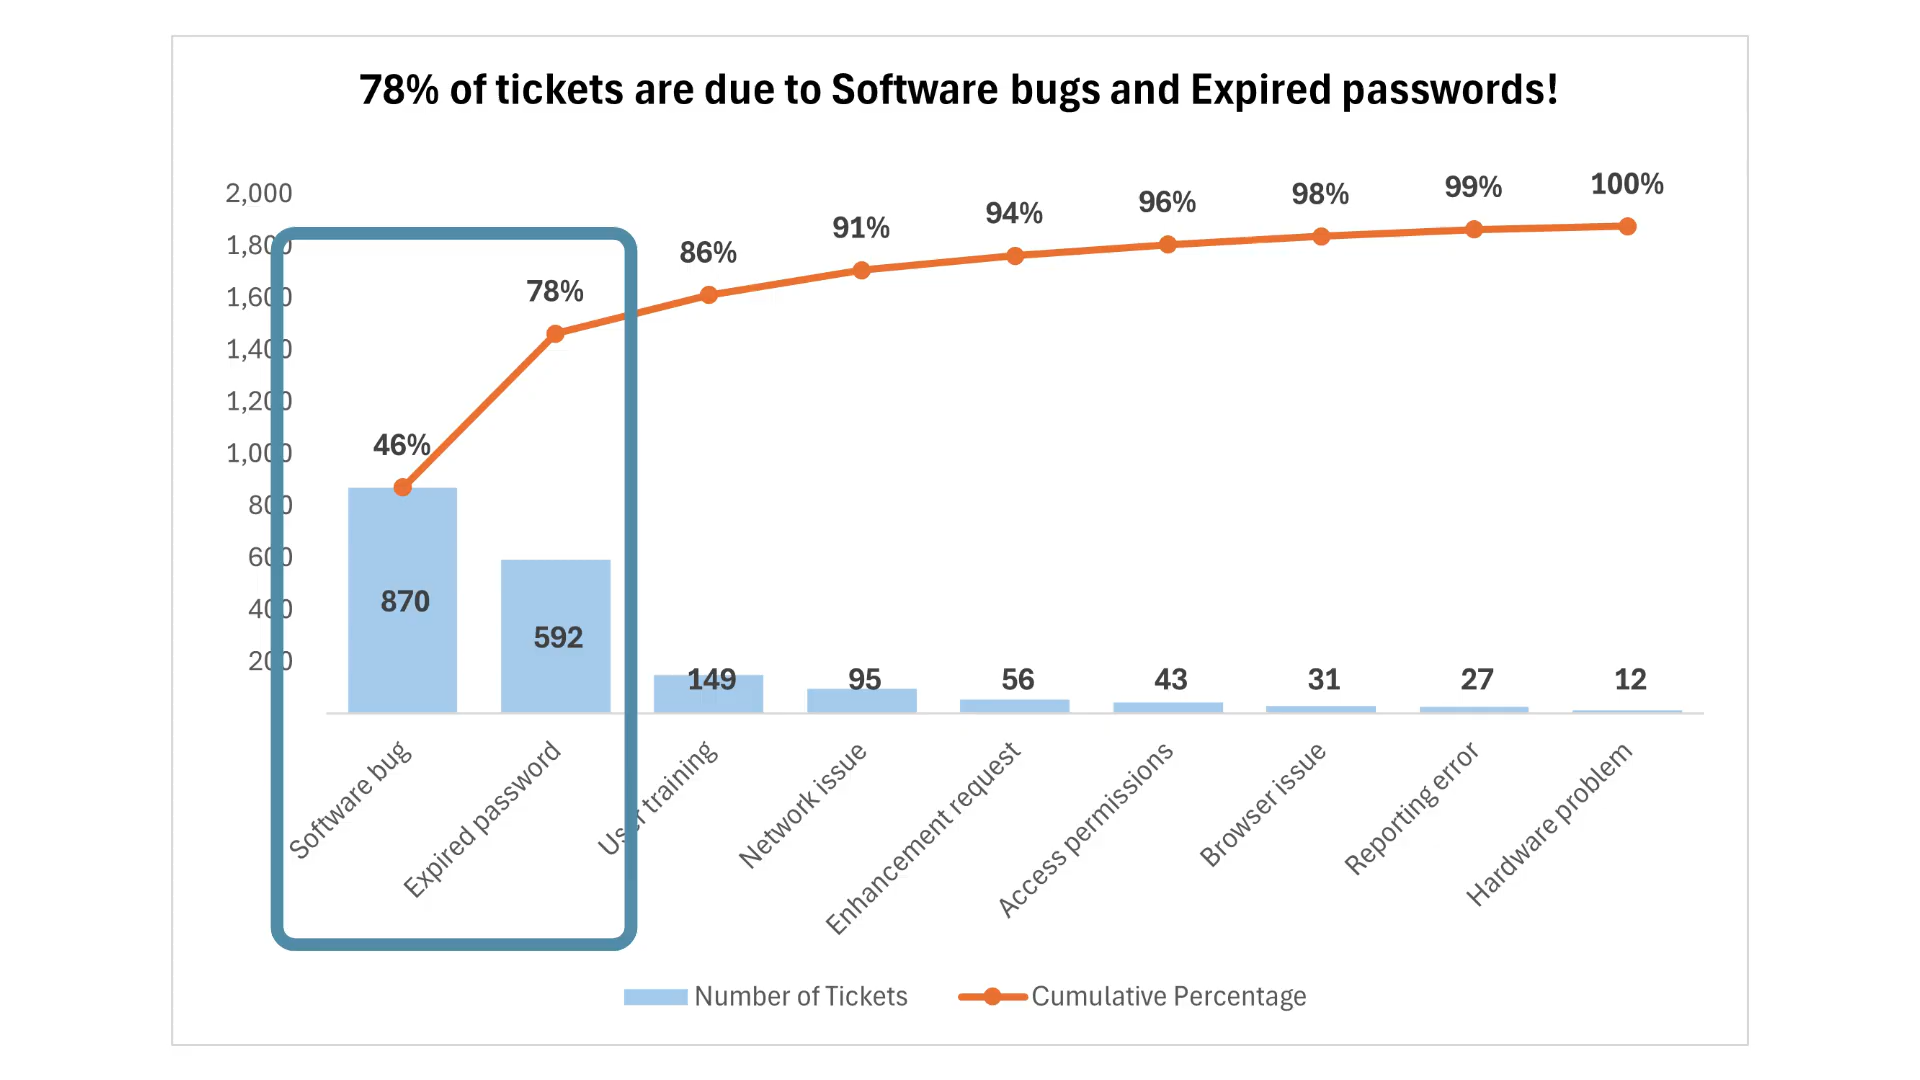 78% of tickets are due to Software bugs and Expired passwords!
2,000
1,800
1,600
1,400
1,200
1,000
800
600
400
200
46%
78%
86%
91%
94%
96%
98%
99%
100%
870
592
149
95
56
43
31
27
12
Software bug
Expired password
User training
Network issue
Enhancement request
Access permissions
Browser issue
Reporting error
Hardware problem
Number of Tickets
Cumulative Percentage